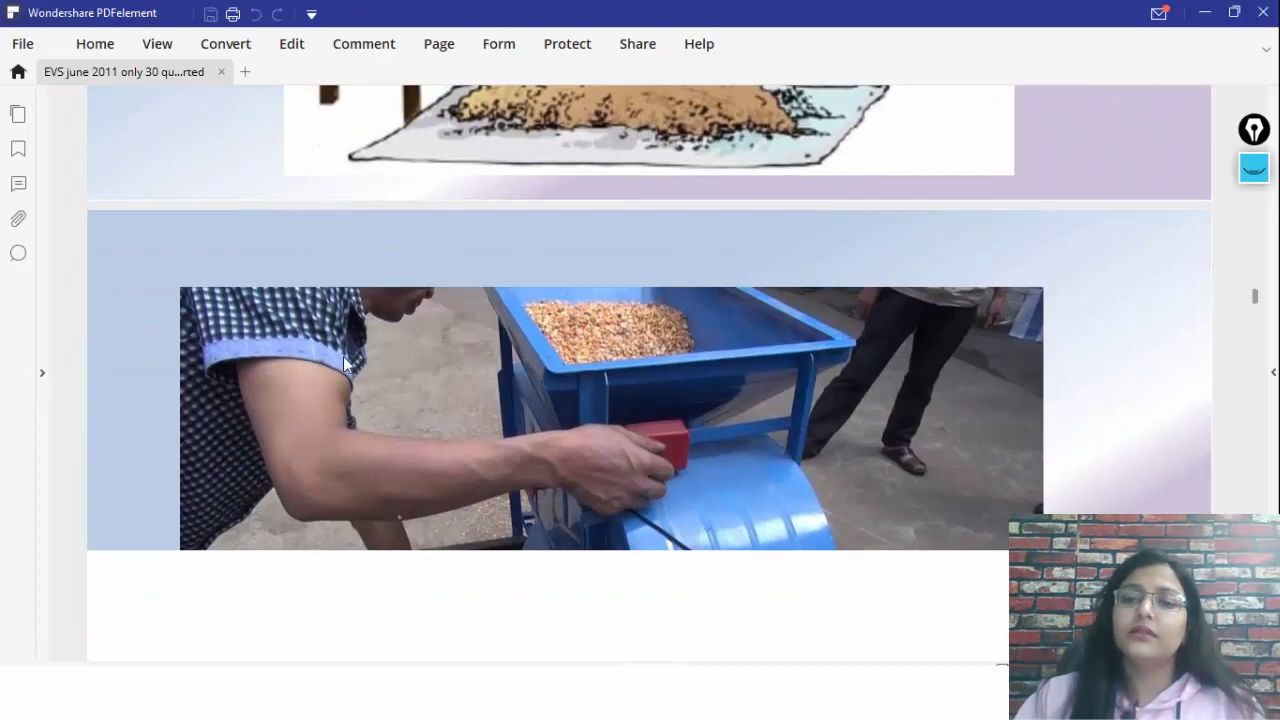 Wondershare PDFelement
File Home View Convert Edit Comment Page Form Protect Share Help
EVS june 2011 only 30 qu...rted